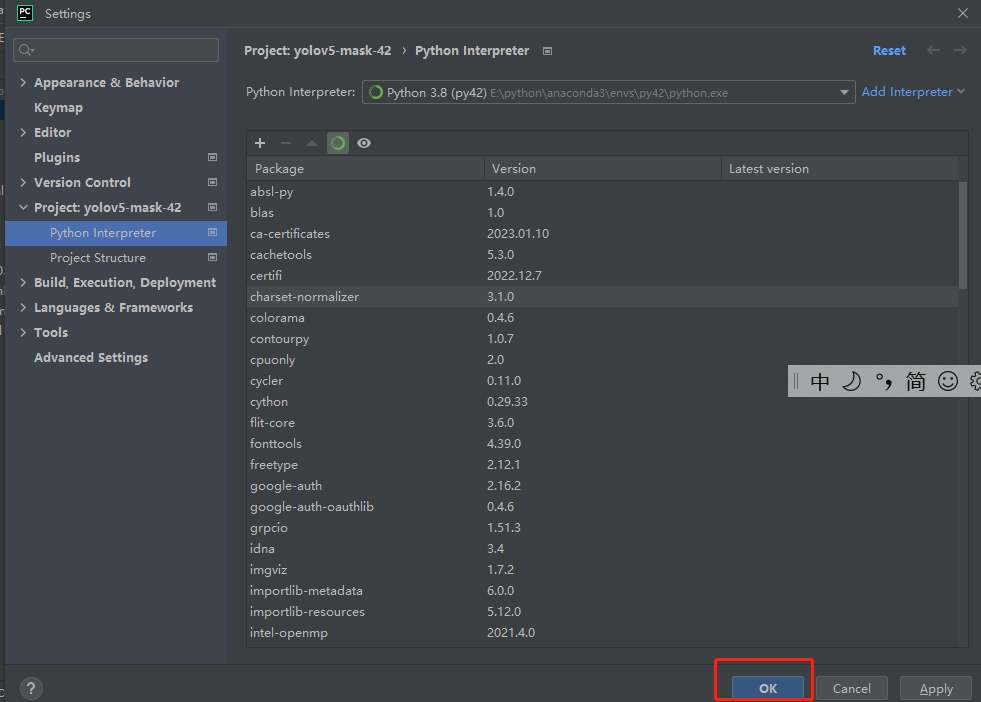 PC Settings
Project: yolov5-mask-42 › Python Interpreter
Reset
Python Interpreter: Python 3.8 (py42) E:\python\anaconda3\envs\py42\python.exe
Add Interpreter
Appearance & Behavior
Keymap
Editor
Plugins
Version Control
Project: yolov5-mask-42
Python Interpreter
Project Structure
Build, Execution, Deployment
Languages & Frameworks
Tools
Advanced Settings
Package Version Latest version
absl-py 1.4.0
blas 1.0
ca-certificates 2023.01.10
cachetools 5.3.0
certifi 2022.12.7
charset-normalizer 3.1.0
colorama 0.4.6
contourpy 1.0.7
cpuonly 2.0
cycler 0.11.0
cython 0.29.33
flit-core 3.6.0
fonttools 4.39.0
freetype 2.12.1
google-auth 2.16.2
google-auth-oauthlib 0.4.6
grpcio 1.51.3
idna 3.4
imgviz 1.7.2
importlib-metadata 6.0.0
importlib-resources 5.12.0
intel-openmp 2021.4.0
中 °, 简
? OK Cancel Apply